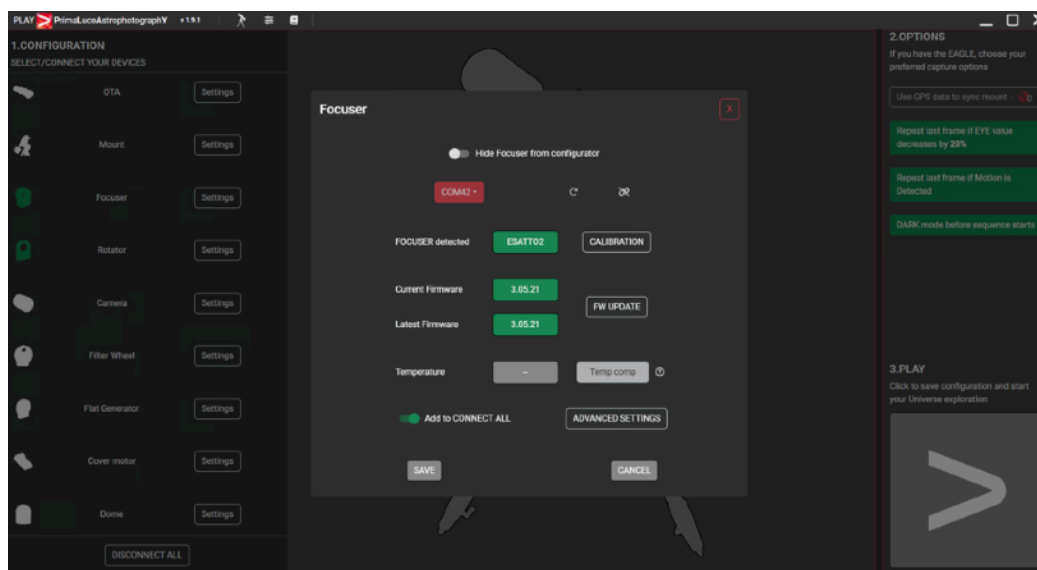 PLAY PrimaLuceAstrophotographY v1.9.1
1.CONFIGURATION
SELECT/CONNECT YOUR DEVICES
OTA Settings
Mount Settings
Focuser Settings
Rotator Settings
Camera Settings
Filter Wheel Settings
Flat Generator Settings
Cover motor Settings
Dome Settings
DISCONNECT ALL
Focuser X
Hide Focuser from configurator
COM42
FOCUSER detected ESATTO2 CALIBRATION
Current Firmware 3.05.21
FW UPDATE
Latest Firmware 3.05.21
Temperature -- Temp comp ?
Add to CONNECT ALL ADVANCED SETTINGS
SAVE CANCEL
2.OPTIONS
If you have the EAGLE, choose your
preferred capture options
Use GPS data to sync mount -
Repeat last frame if EYE value
decreases by 20%
Repeat last frame if Motion is
Detected
DARK mode before sequence starts
3.PLAY
Click to save configuration and start
your Universe exploration